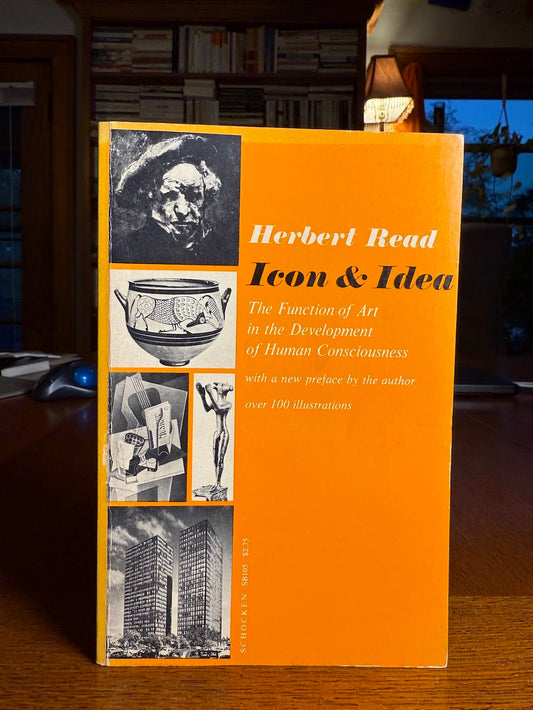 Herbert Read
Icon & Idea
The Function of Art
in the Development
of Human Consciousness
with a new preface by the author
over 100 illustrations
SCHOCKEN SB105 $2.75